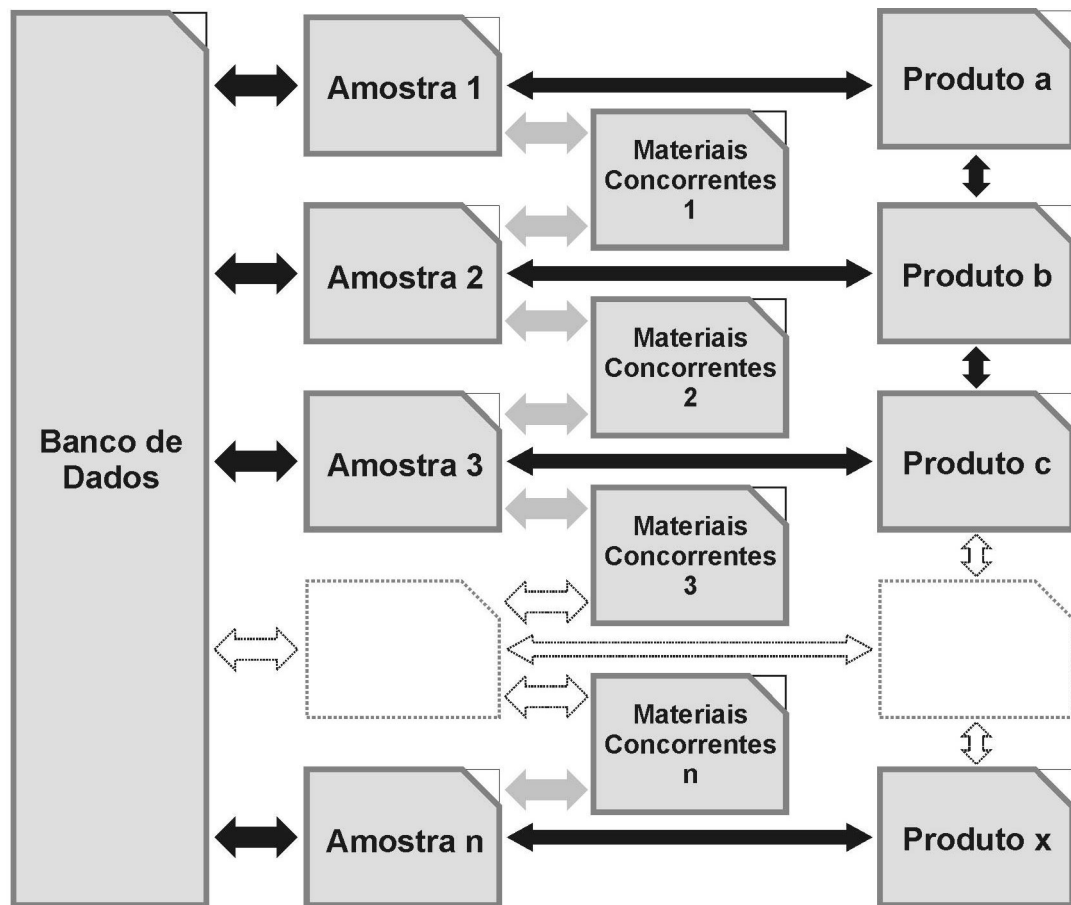 Banco de
Dados
Amostra 1
Produto a
Materiais
Concorrentes
1
Amostra 2
Produto b
Materiais
Concorrentes
2
Amostra 3
Produto c
Materiais
Concorrentes
3
Materiais
Concorrentes
n
Amostra n
Produto x